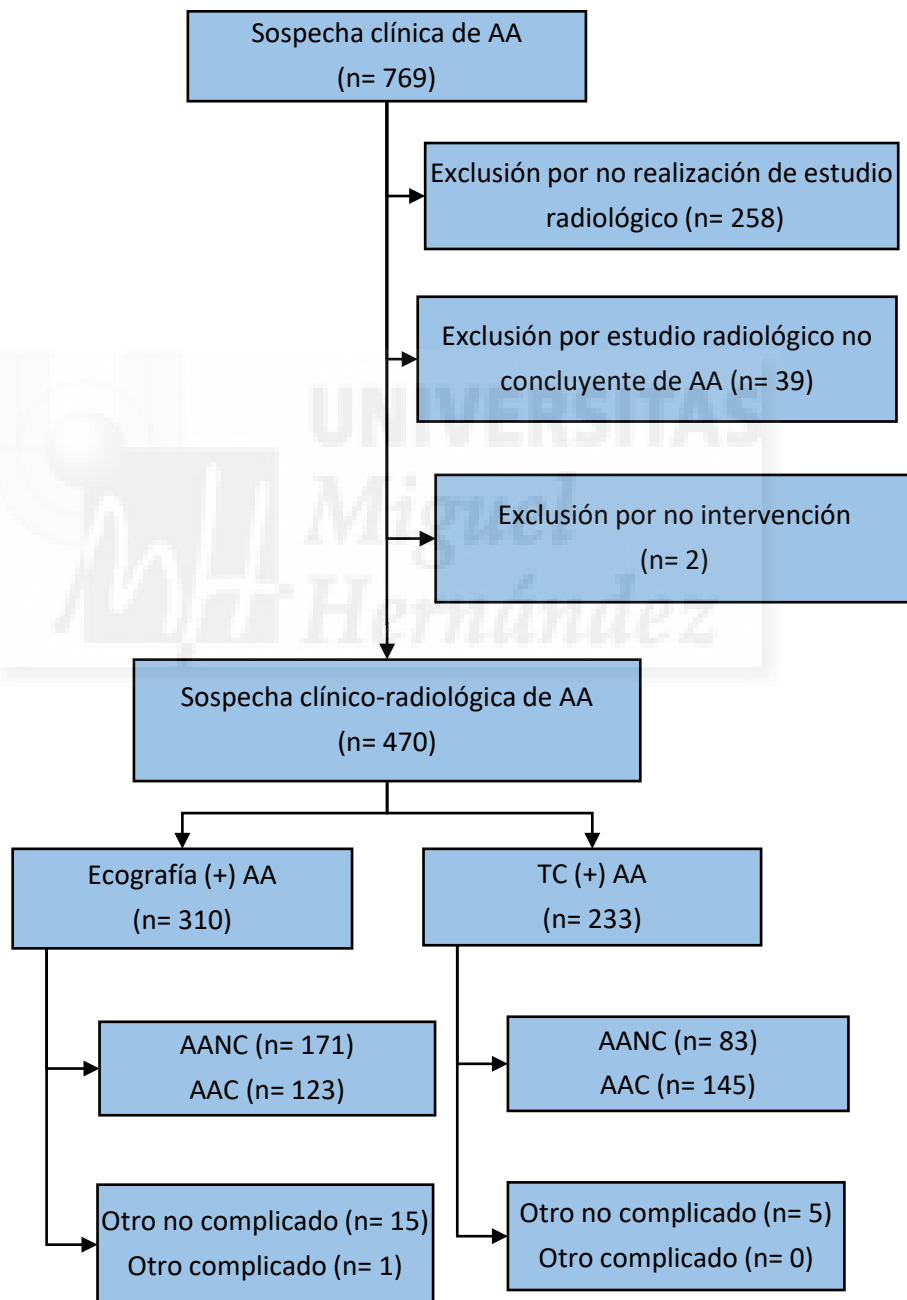 Sospecha clínica de AA
(n= 769)
Exclusión por no realización de estudio
radiológico (n= 258)
Exclusión por estudio radiológico no
concluyente de AA (n= 39)
UNIVERSITAS
Miguel
Hernández
Exclusión por no intervención
(n= 2)
Sospecha clínico-radiológica de AA
(n= 470)
Ecografía (+) AA
(n= 310)
TC (+) AA
(n= 233)
AANC (n= 171)
AAC (n= 123)
AANC (n= 83)
AAC (n= 145)
Otro no complicado (n= 15)
Otro complicado (n= 1)
Otro no complicado (n= 5)
Otro complicado (n= 0)